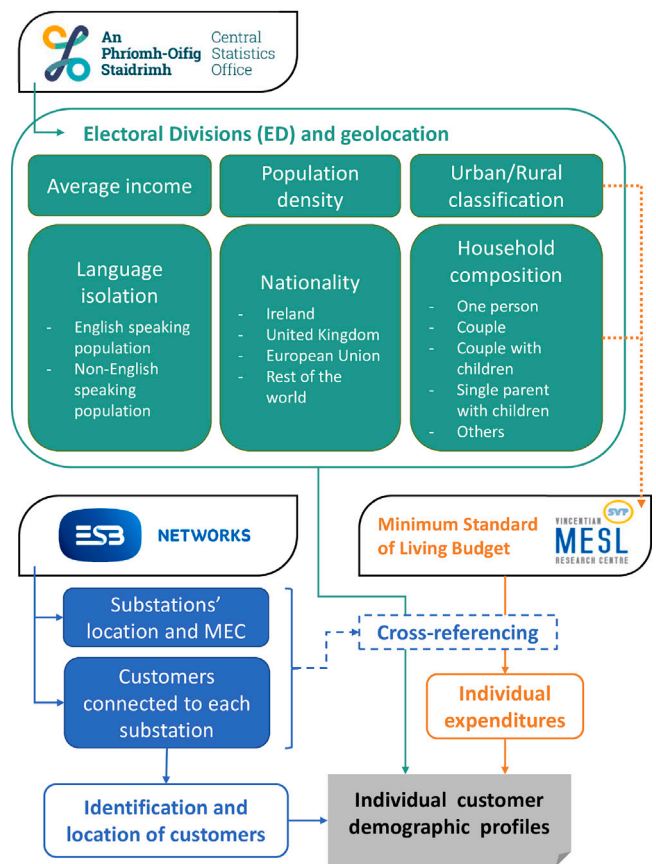 An
Phríomh-Oifig
Staidrimh
Central
Statistics
Office
Electoral Divisions (ED) and geolocation
Average income
Population
density
Urban/Rural
classification
Language
isolation
- English speaking
population
- Non-English
speaking
population
Nationality
- Ireland
- United Kingdom
- European Union
- Rest of the
world
Household
composition
- One person
- Couple
- Couple with
children
- Single parent
with children
- Others
ESB NETWORKS
Minimum Standard
of Living Budget
SVP
VINCENTIAN
MESL
RESEARCH CENTRE
Substations'
location and MEC
Customers
connected to each
substation
Cross-referencing
Individual
expenditures
Identification and
location of customers
Individual customer
demographic profiles